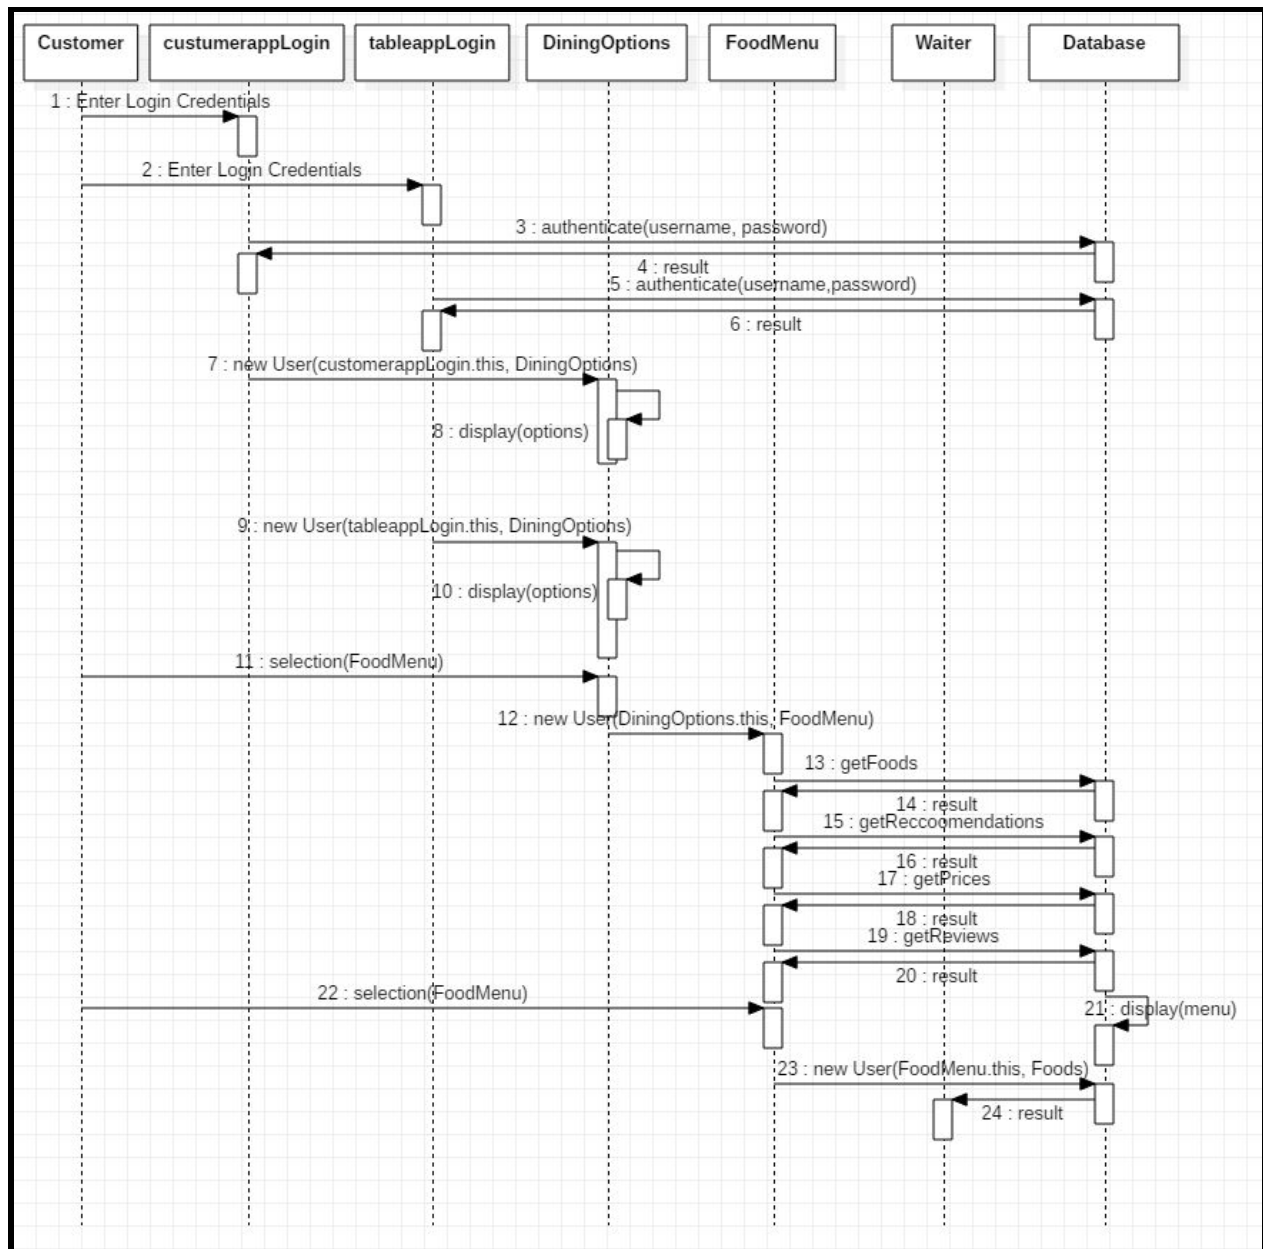 Customer
custumerappLogin
tableappLogin
DiningOptions
FoodMenu
Waiter
Database
1 : Enter Login Credentials
2 : Enter Login Credentials
3 : authenticate(username, password)
4 : result
5 : authenticate(username,password)
6 : result
7 : new User(customerappLogin.this, DiningOptions)
8 : display(options)
9 : new User(tableappLogin.this, DiningOptions)
10 : display(options)
11 : selection(FoodMenu)
12 : new User(DiningOptions.this, FoodMenu)
13 : getFoods
14 : result
15 : getReccoomendations
16 : result
17 : getPrices
18 : result
19 : getReviews
20 : result
22 : selection(FoodMenu)
21 : display(menu)
23 : new User(FoodMenu.this, Foods)
24 : result